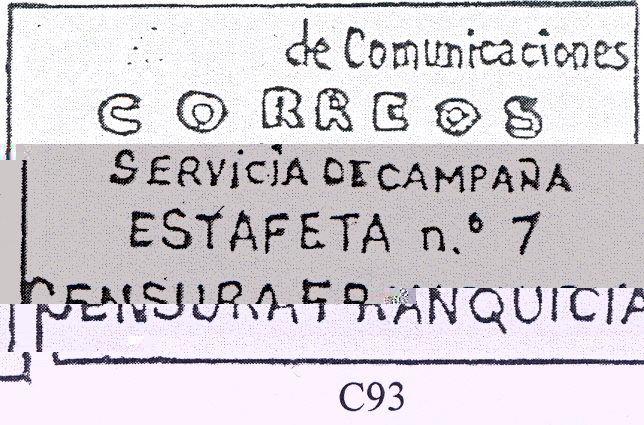 de Comunicaciones
CORREOS
SERVICIA DE CAMPAÑA
ESTAFETA n.º 7
CENSURA FRANQUICIA
C93